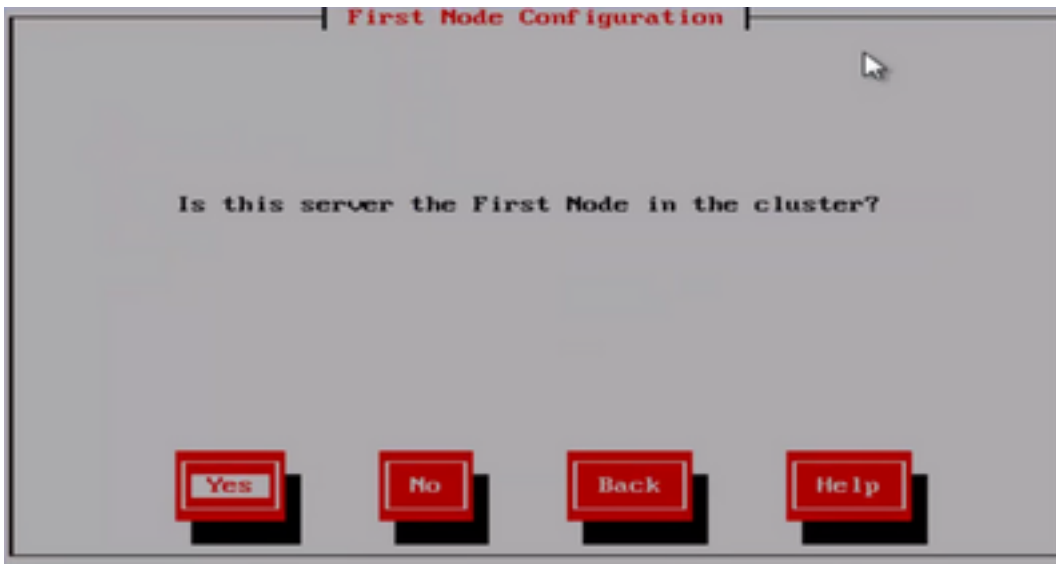 First Node Configuration
Is this server the First Node in the cluster?
Yes
No
Back
Help